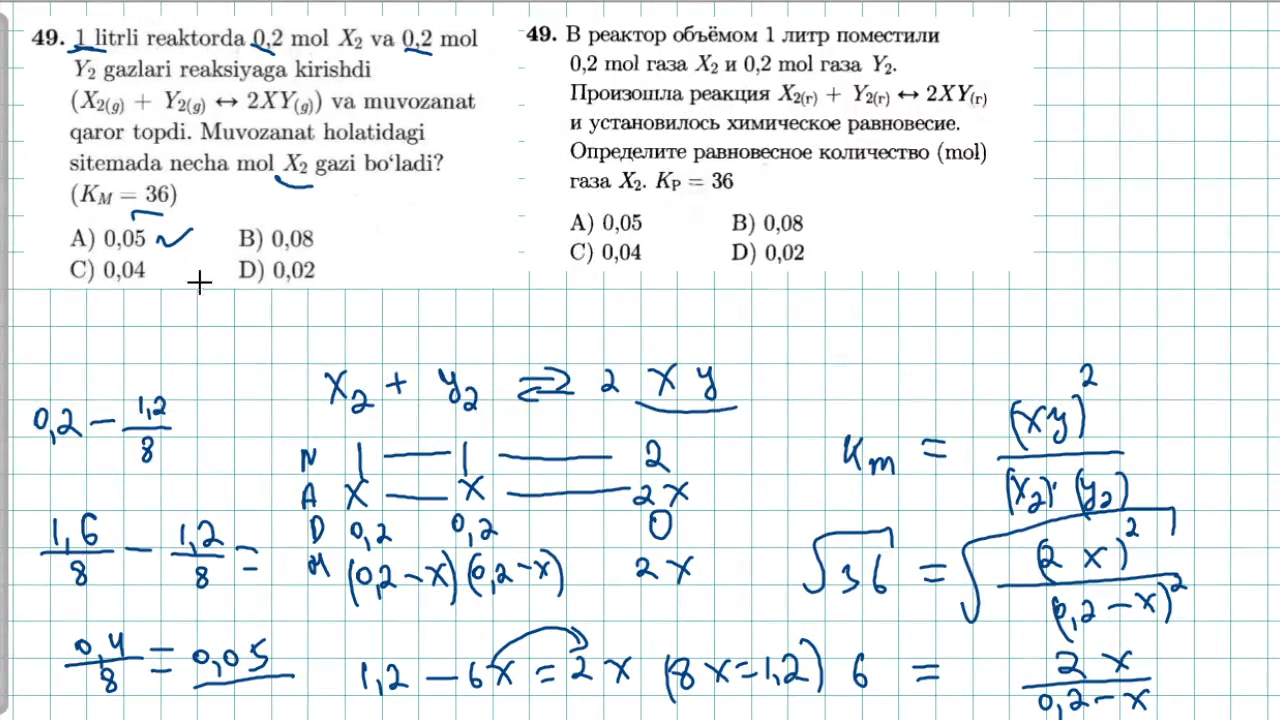 49. 1 litrli reaktorda 0,2 mol X₂ va 0,2 mol
Y₂ gazlari reaksiyaga kirishdi
(X₂₍g₎ + Y₂₍g₎ ↔ 2XY₍g₎) va muvozanat
qaror topdi. Muvozanat holatidagi
sitemada necha mol X₂ gazi bo‘ladi?
(K_M = 36)
A) 0,05 B) 0,08
C) 0,04 D) 0,02
49. В реактор объёмом 1 литр поместили
0,2 mol газа X₂ и 0,2 mol газа Y₂.
Произошла реакция X₂₍г₎ + Y₂₍г₎ ↔ 2XY₍г₎
и установилось химическое равновесие.
Определите равновесное количество (mol)
газа X₂. K_P = 36
A) 0,05 B) 0,08
C) 0,04 D) 0,02
X₂ + Y₂ ⇄ 2 XY
N 1 — 1 — 2
A X — X — 2X
D 0,2 0,2 0
M (0,2-x) (0,2-x) 2x
1,2 - 6x = 2x (8x=1,2)
0,2 - 1,2/8
1,6/8 - 1,2/8 =
0,4/8 = 0,05
Km = (XY)² / (X₂)·(Y₂)
√36 = √(2x)² / (0,2-x)²
6 = 2x / 0,2-x